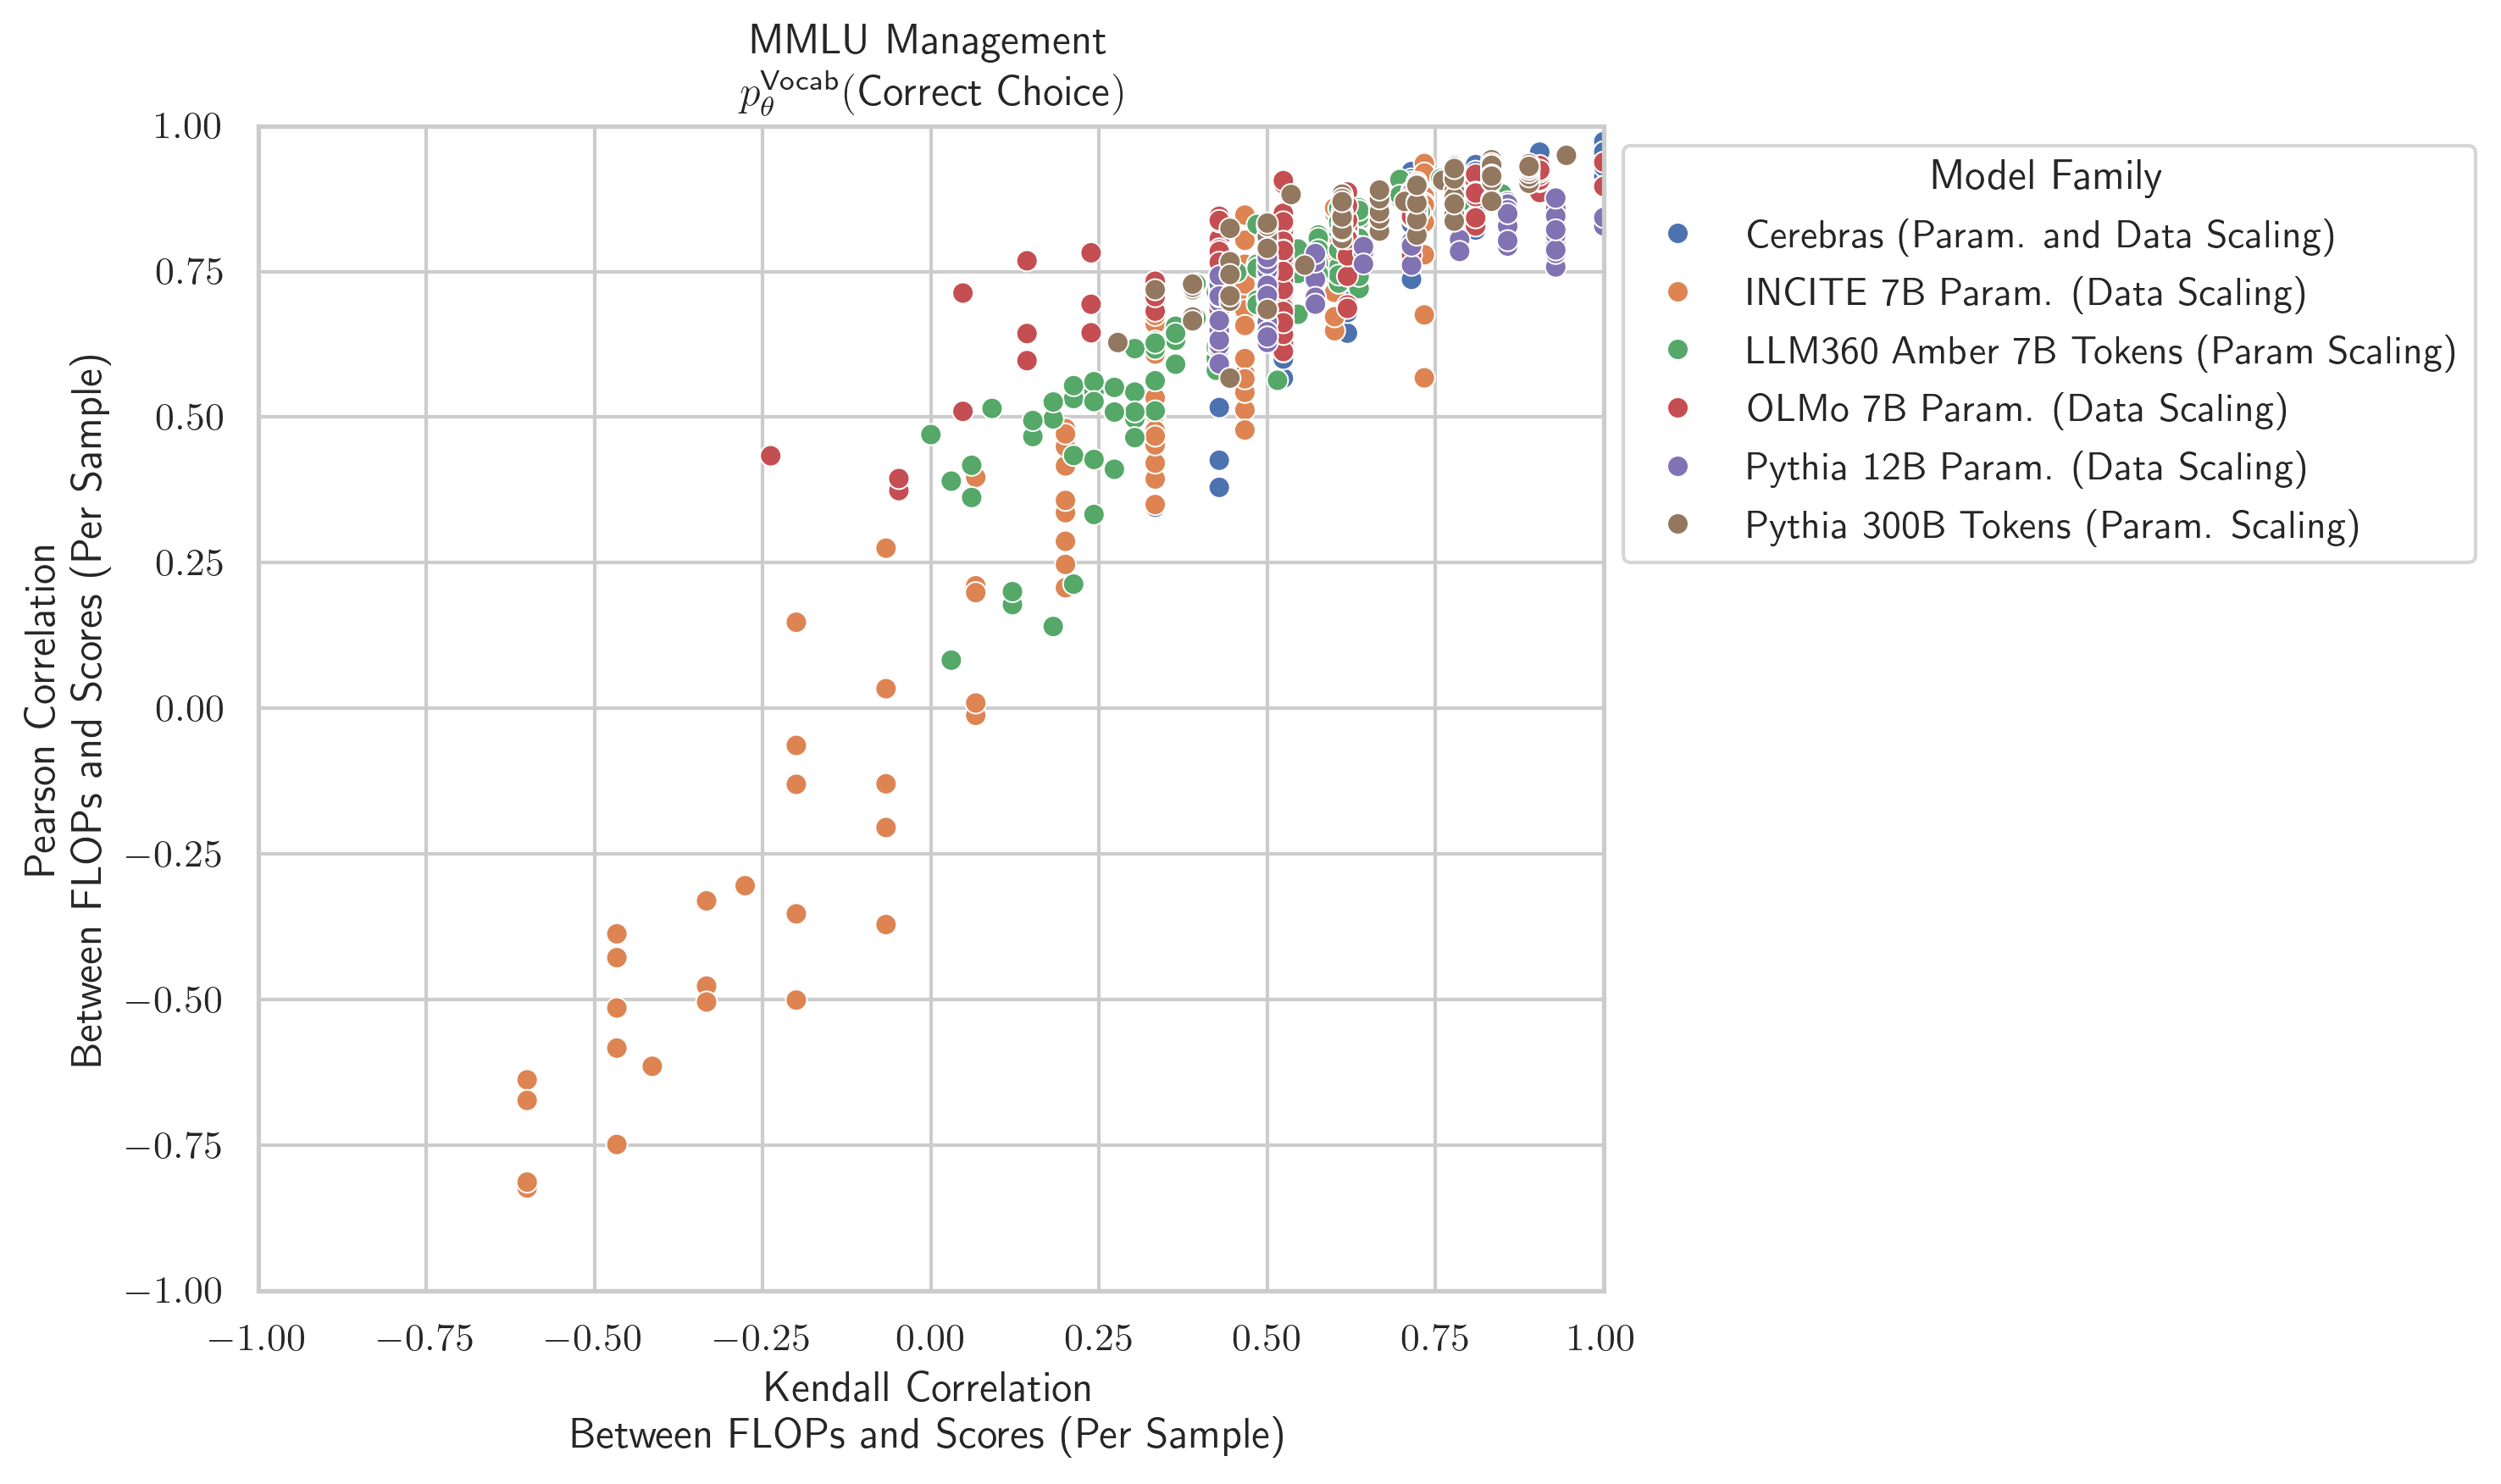 MMLU Management
p_θ^Vocab(Correct Choice)
1.00
0.75
0.50
0.25
0.00
−0.25
−0.50
−0.75
−1.00
Pearson Correlation
Between FLOPs and Scores (Per Sample)
−1.00 −0.75 −0.50 −0.25 0.00 0.25 0.50 0.75 1.00
Kendall Correlation
Between FLOPs and Scores (Per Sample)
Model Family
Cerebras (Param. and Data Scaling)
INCITE 7B Param. (Data Scaling)
LLM360 Amber 7B Tokens (Param Scaling)
OLMo 7B Param. (Data Scaling)
Pythia 12B Param. (Data Scaling)
Pythia 300B Tokens (Param. Scaling)